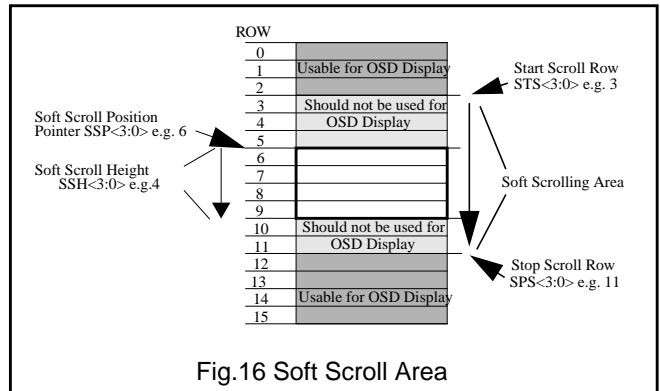 ROW
0
1
2
3
4
5
6
7
8
9
10
11
12
13
14
15
Usable for OSD Display
Should not be used for
OSD Display
Should not be used for
OSD Display
Usable for OSD Display
Soft Scroll Position
Pointer SSP<3:0> e.g. 6
Soft Scroll Height
SSH<3:0> e.g.4
Start Scroll Row
STS<3:0> e.g. 3
Soft Scrolling Area
Stop Scroll Row
SPS<3:0> e.g. 11
Fig.16 Soft Scroll Area